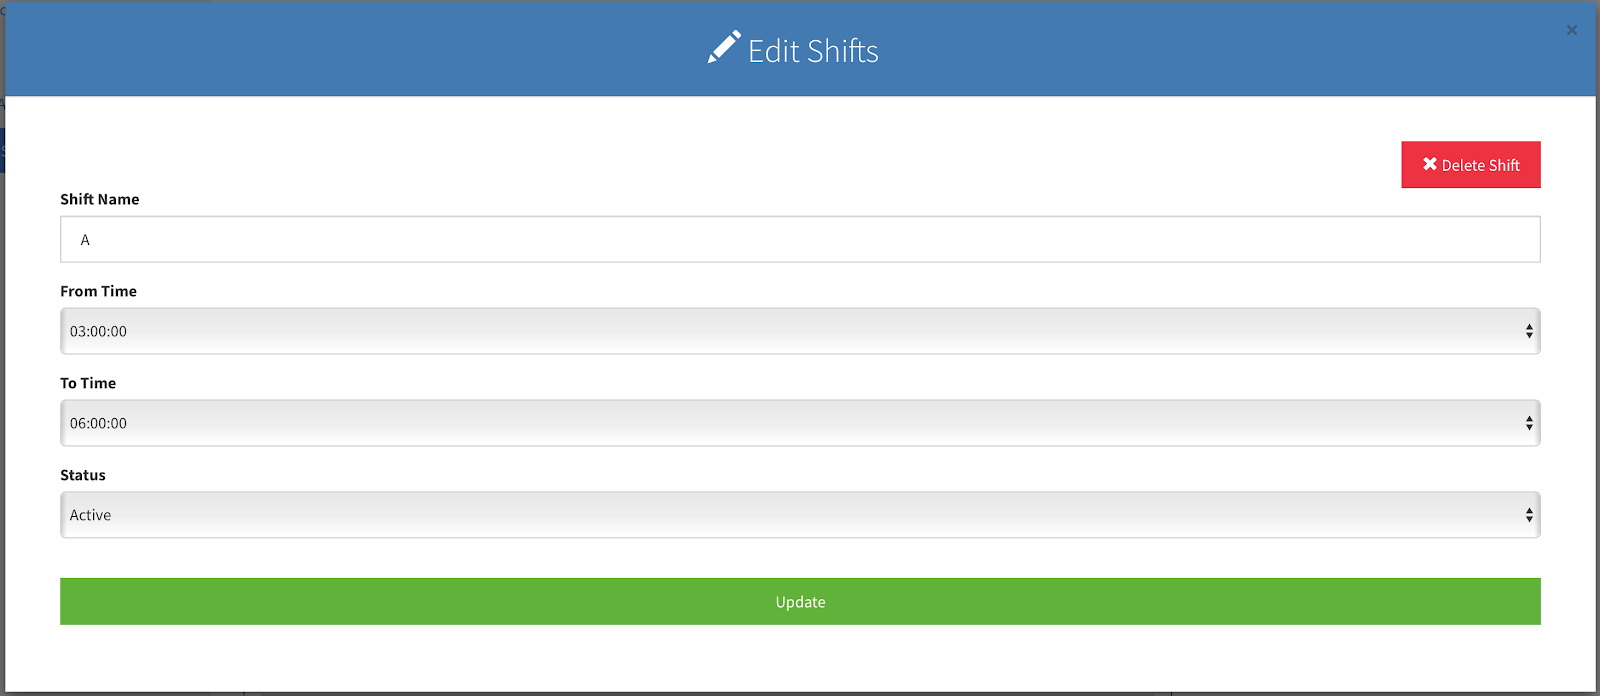 Edit Shifts
×
Delete Shift
Shift Name
A
From Time
03:00:00
To Time
06:00:00
Status
Active
Update